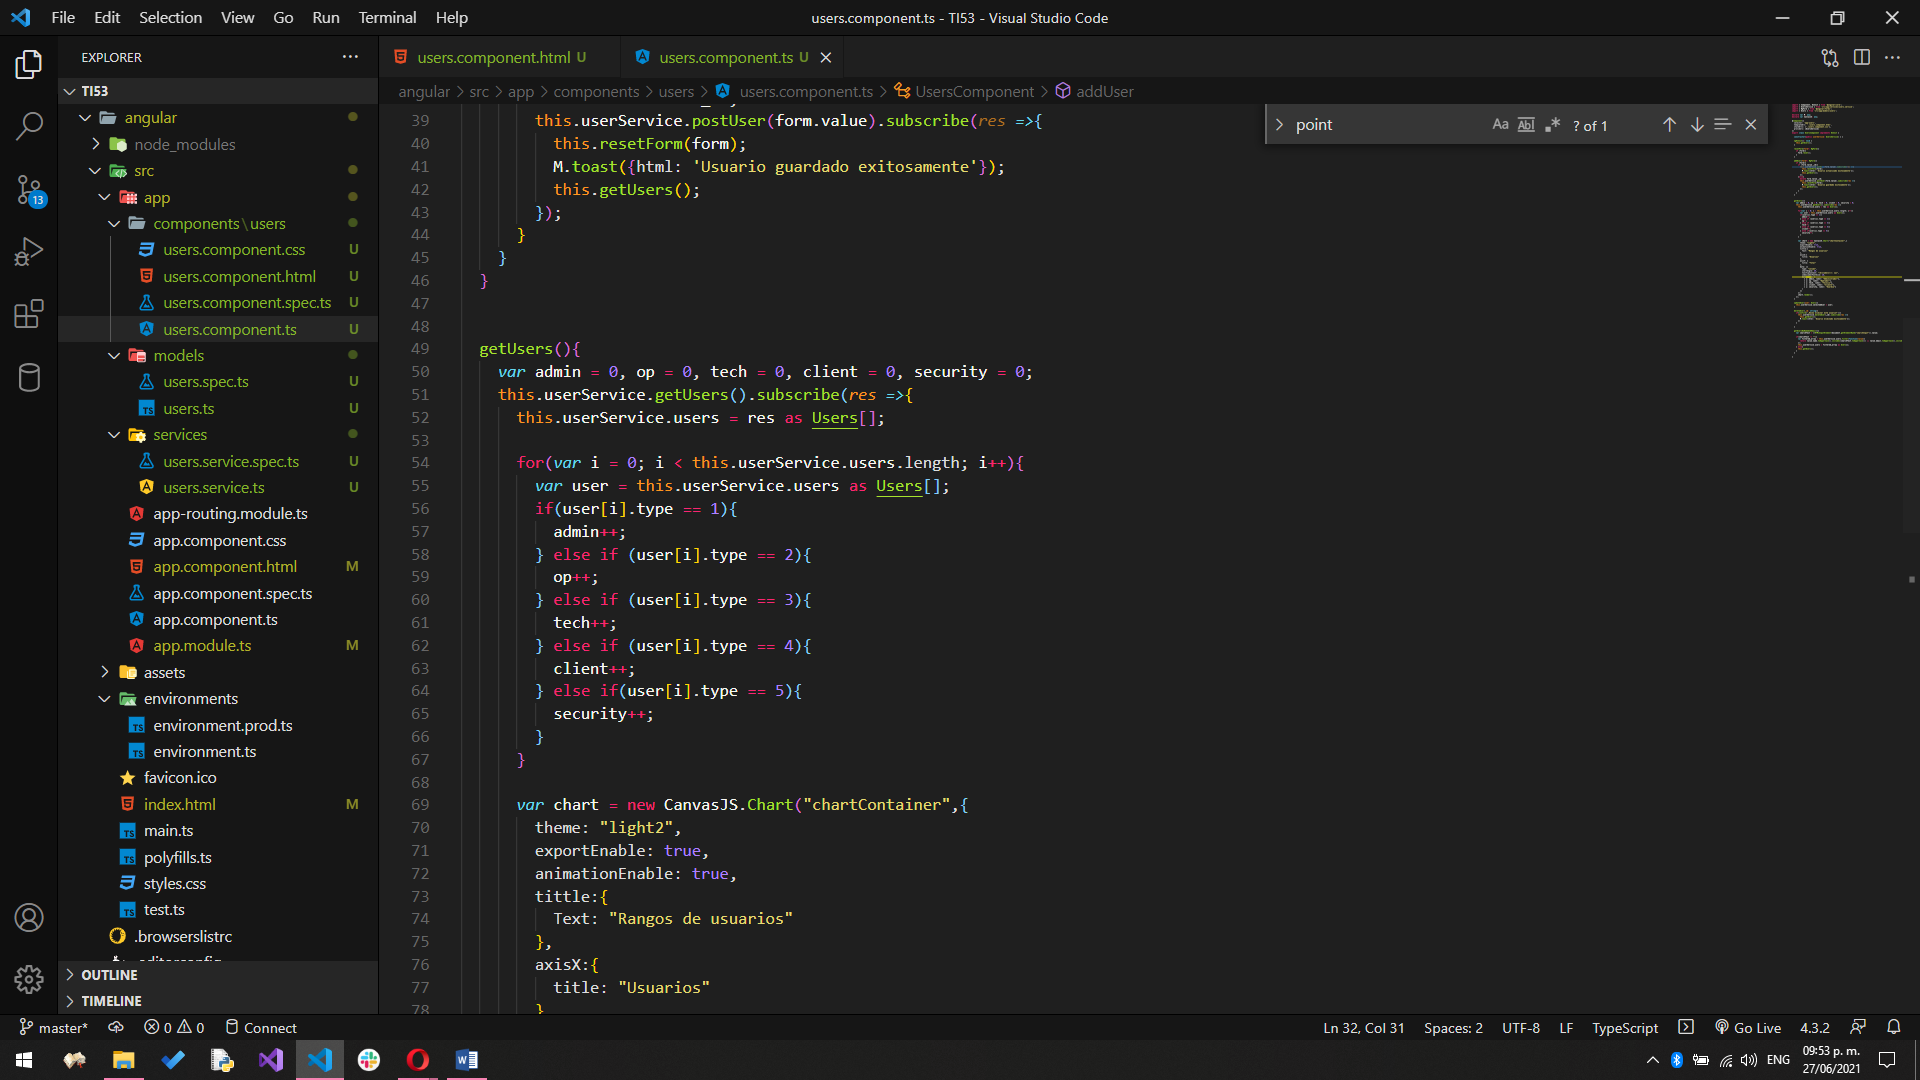 File Edit Selection View Go Run Terminal Help
users.component.ts - TI53 - Visual Studio Code
EXPLORER
TI53
angular
node_modules
src
app
components\users
users.component.css U
users.component.html U
users.component.spec.ts U
users.component.ts U
models
users.spec.ts U
users.ts U
services
users.service.spec.ts U
users.service.ts U
app-routing.module.ts
app.component.css
app.component.html M
app.component.spec.ts
app.component.ts
app.module.ts M
assets
environments
environment.prod.ts
environment.ts
favicon.ico
index.html M
main.ts
polyfills.ts
styles.css
test.ts
.browserslistrc
OUTLINE
TIMELINE
13
users.component.html U
users.component.ts U
angular > src > app > components > users > users.component.ts > UsersComponent > addUser
point
Aa Abl .* ? of 1
39 this.userService.postUser(form.value).subscribe(res =>{
40 this.resetForm(form);
41 M.toast({html: 'Usuario guardado exitosamente'});
42 this.getUsers();
43 });
44 }
45 }
46 }
47
48
49 getUsers(){
50 var admin = 0, op = 0, tech = 0, client = 0, security = 0;
51 this.userService.getUsers().subscribe(res =>{
52 this.userService.users = res as Users[];
53
54 for(var i = 0; i < this.userService.users.length; i++){
55 var user = this.userService.users as Users[];
56 if(user[i].type == 1){
57 admin++;
58 } else if (user[i].type == 2){
59 op++;
60 } else if (user[i].type == 3){
61 tech++;
62 } else if (user[i].type == 4){
63 client++;
64 } else if(user[i].type == 5){
65 security++;
66 }
67 }
68
69 var chart = new CanvasJS.Chart("chartContainer",{
70 theme: "light2",
71 exportEnable: true,
72 animationEnable: true,
73 tittle:{
74 Text: "Rangos de usuarios"
75 },
76 axisX:{
77 title: "Usuarios"
78 }
master* 0 0 Connect
Ln 32, Col 31 Spaces: 2 UTF-8 LF TypeScript Go Live 4.3.2
ENG
09:53 p. m.
27/06/2021